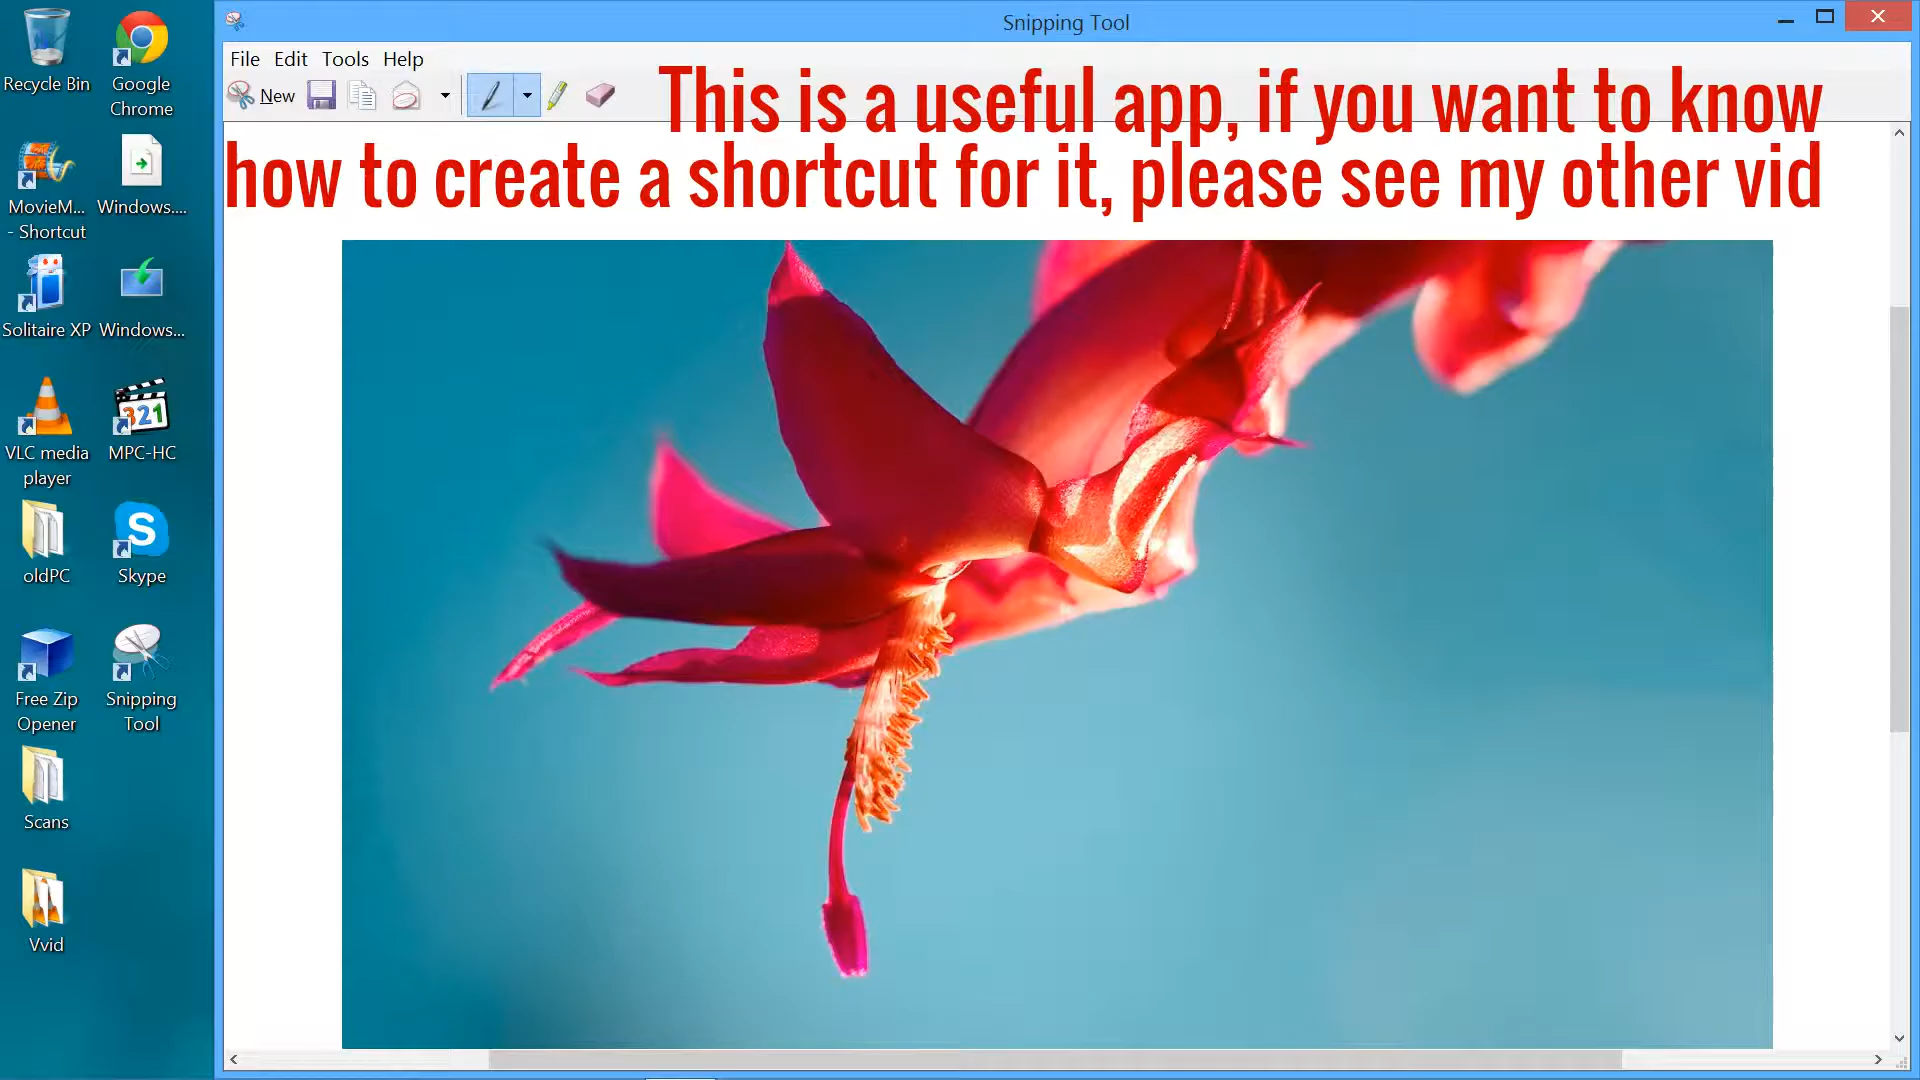 Snipping Tool
File Edit Tools Help
New
This is a useful app, if you want to know
how to create a shortcut for it, please see my other vid
Recycle Bin
Google
Chrome
MovieM...
- Shortcut
Windows....
Solitaire XP
Windows...
VLC media
player
321
MPC-HC
oldPC
S
Skype
Free Zip
Opener
Snipping
Tool
Scans
Vvid